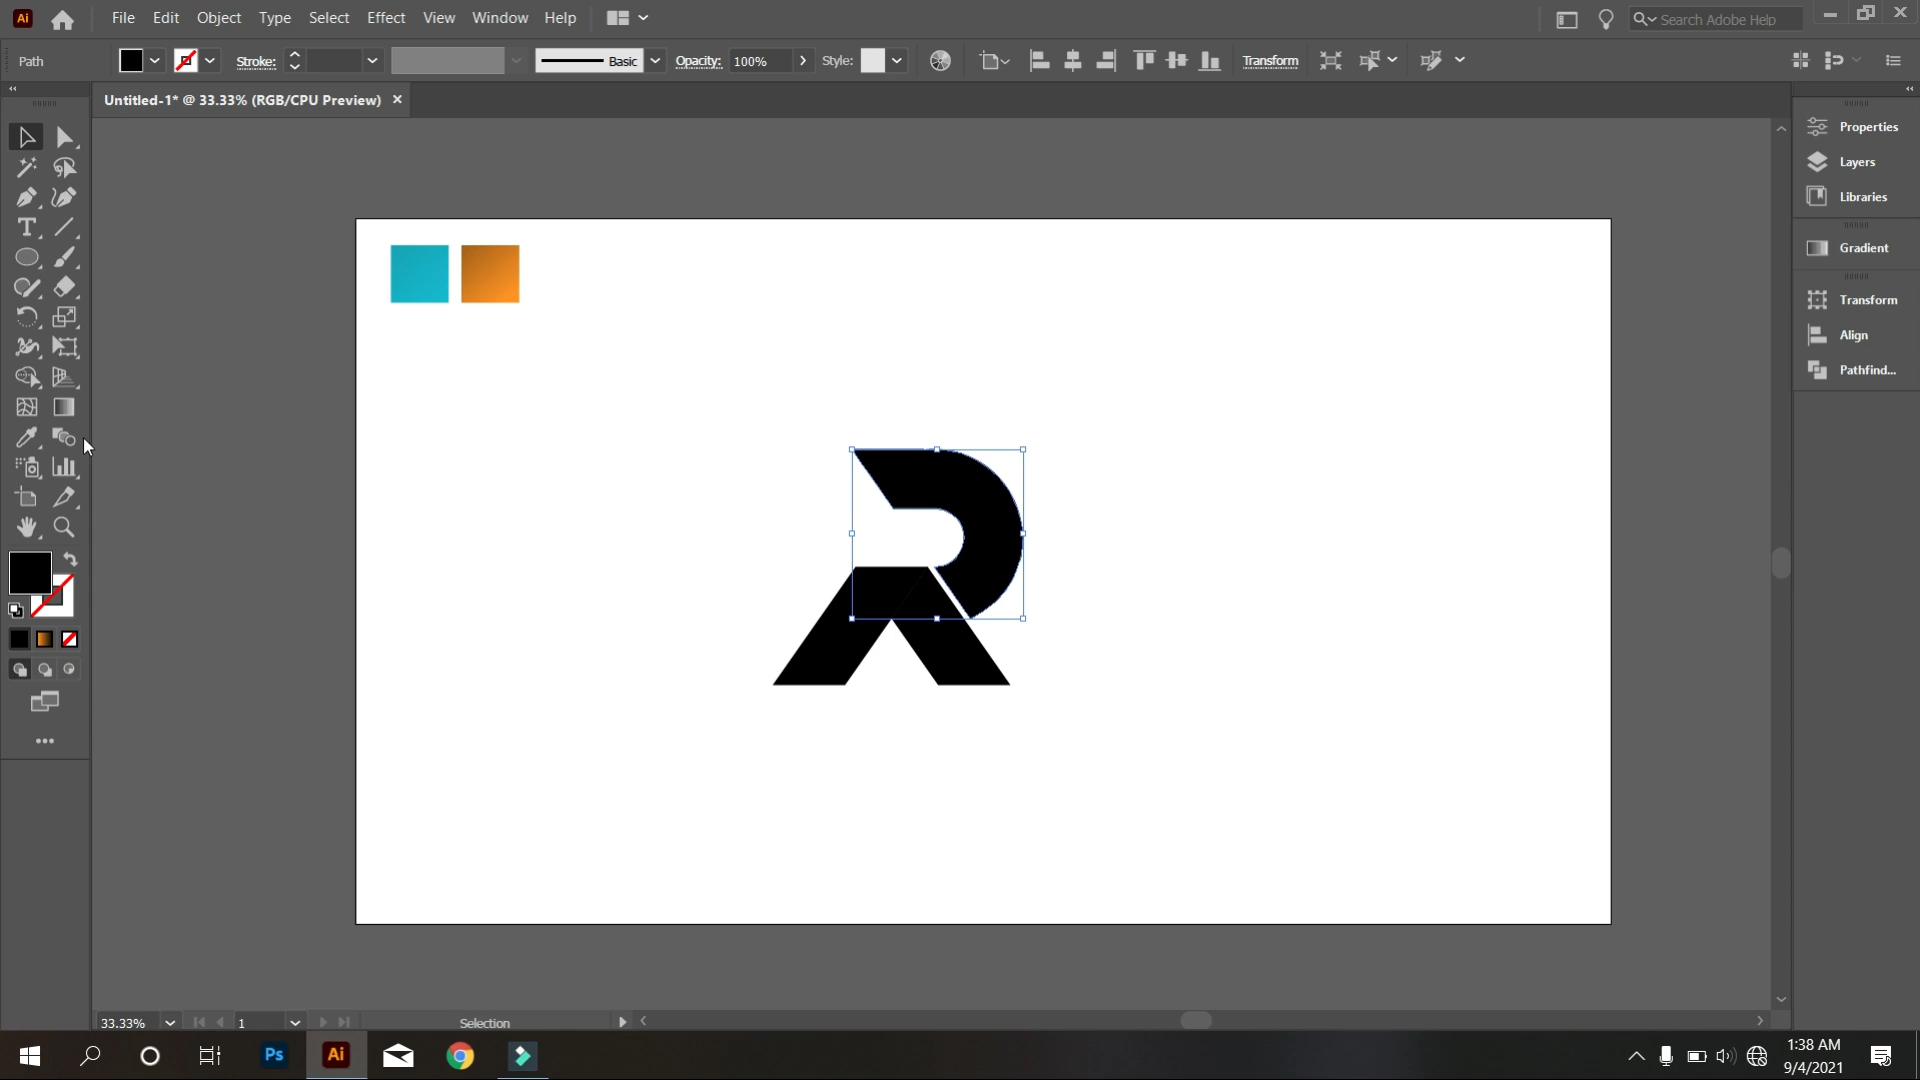 Ai File Edit Object Type Select Effect View Window Help Search Adobe Help
Path Stroke: Basic Opacity: 100% Style: Transform
Untitled-1* @ 33.33% (RGB/CPU Preview)
Properties
Layers
Libraries
Gradient
Transform
Align
Pathfind...
33.33% 1 Selection
Ps Ai 1:38 AM
9/4/2021